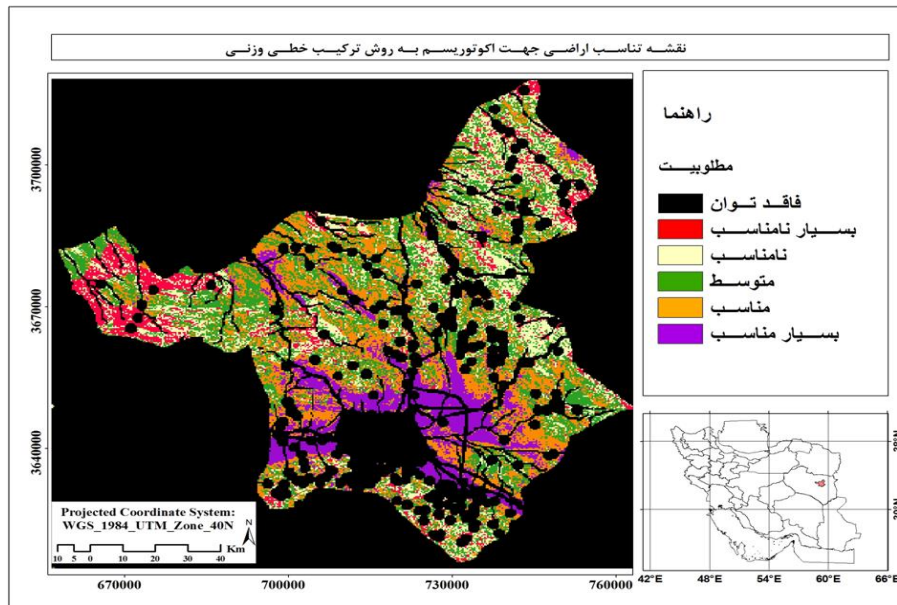 نقشه تناسب اراضی جهت اکوتوریسم به روش ترکیب خطی وزنی
3700000
3670000
3640000
670000
700000
730000
760000
Projected Coordinate System:
WGS_1984_UTM_Zone_40N
N
10 5 0 10 20 30 40
Km
راهنما
مطلوبیت
فاقد توان
بسیار نامناسب
نامناسب
متوسط
مناسب
بسیار مناسب
42°E 48°E 54°E 60°E 66°E